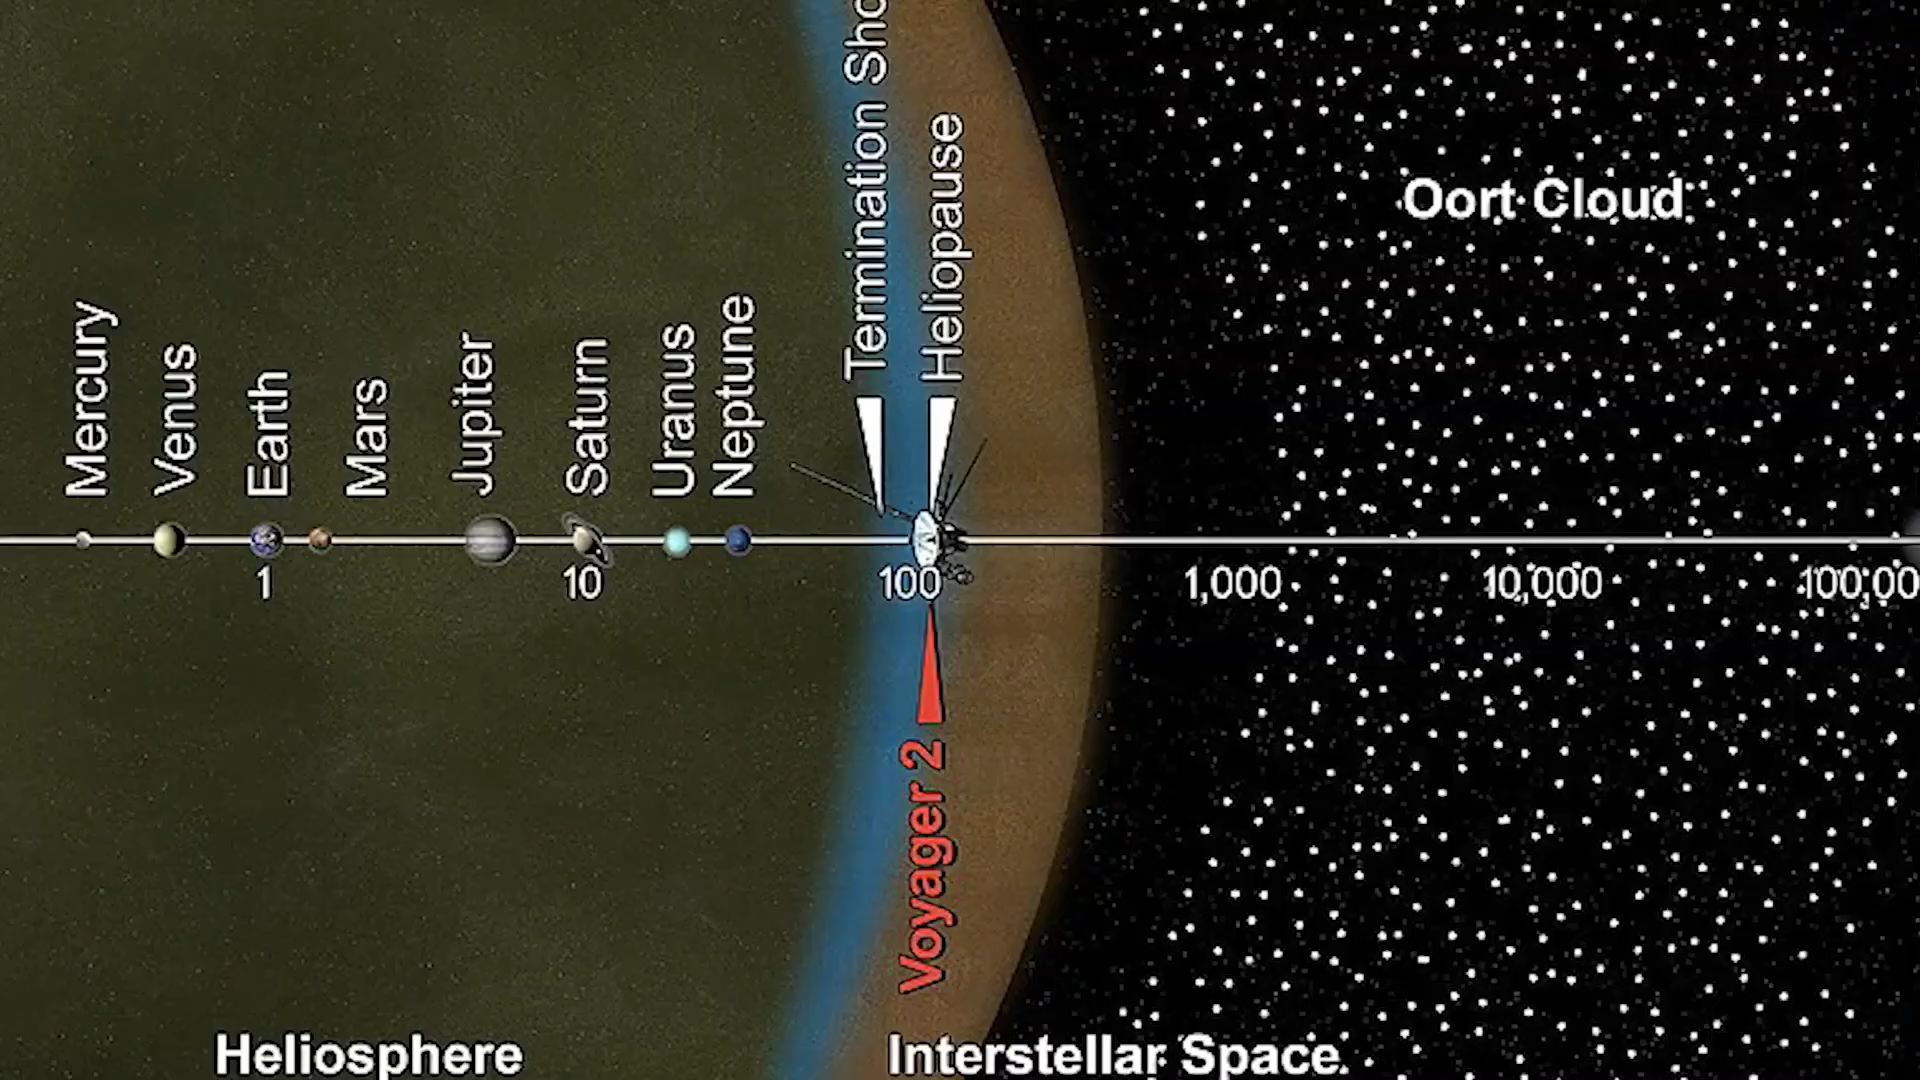 Mercury
Venus
Earth
Mars
Jupiter
Saturn
Uranus
Neptune
Termination Sho
Heliopause
Oort Cloud
1
10
100
1,000
10,000
100,00
Voyager 2
Heliosphere
Interstellar Space